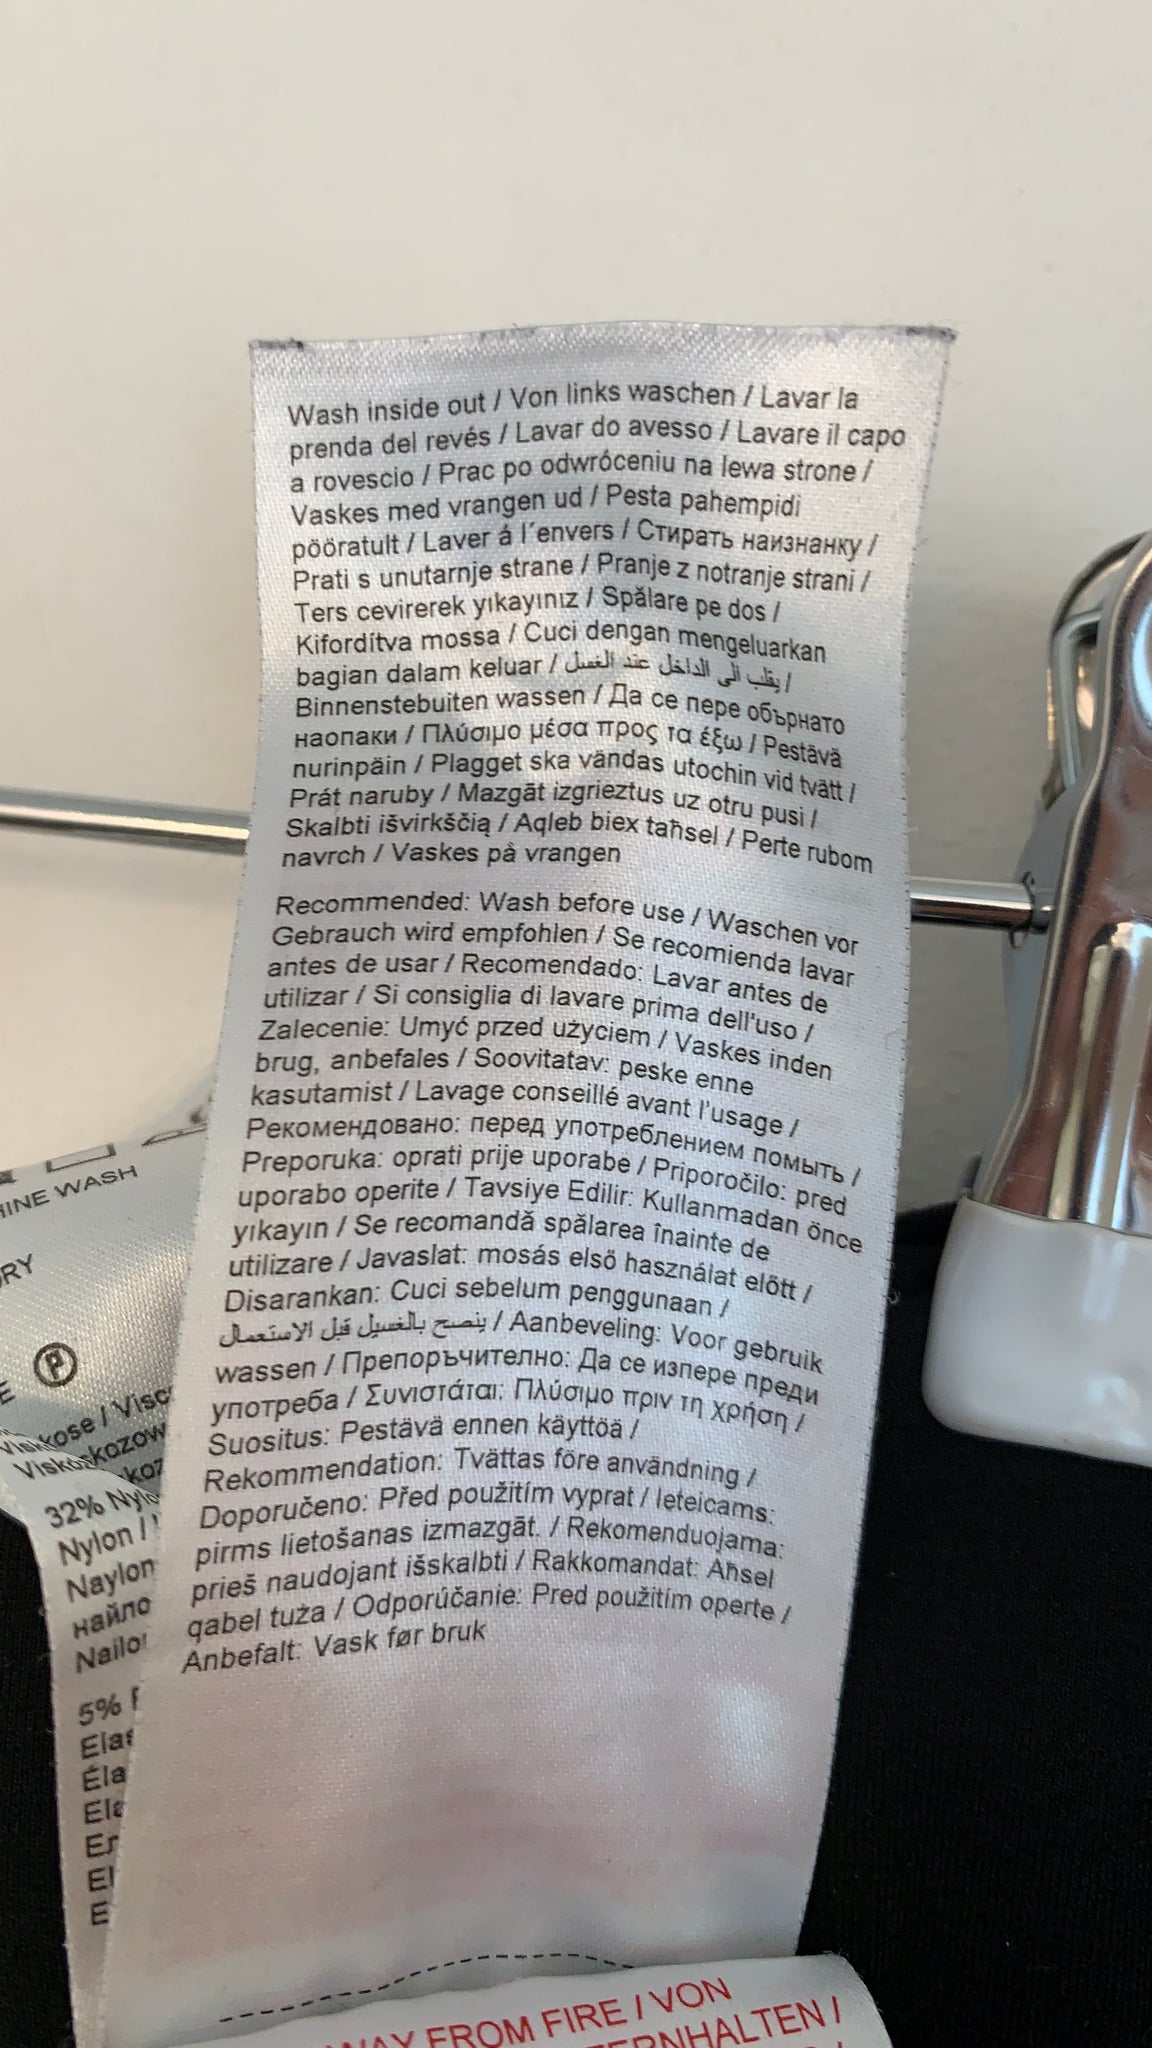 Wash inside out / Von links waschen / Lavar la
prenda del revés / Lavar do avesso / Lavare il capo
a rovescio / Prac po odwróceniu na lewa strone /
Vaskes med vrangen ud / Pesta pahempidi
pööratult / Laver á l´envers / Стирать наизнанку /
Prati s unutarnje strane / Pranje z notranje strani /
Ters cevirerek yıkayınız / Spălare pe dos /
Kifordítva mossa / Cuci dengan mengeluarkan
bagian dalam keluar / يقلب الى الداخل عند الغسل /
Binnenstebuiten wassen / Да се пере обърнато
наопаки / Πλύσιμο μέσα προς τα έξω / Pestävä
nurinpäin / Plagget ska vändas utochin vid tvätt /
Prát naruby / Mazgāt izgrieztus uz otru pusi /
Skalbti išvirkščią / Aqleb biex taħsel / Perte rubom
navrch / Vaskes på vrangen
Recommended: Wash before use / Waschen vor
Gebrauch wird empfohlen / Se recomienda lavar
antes de usar / Recomendado: Lavar antes de
utilizar / Si consiglia di lavare prima dell'uso /
Zalecenie: Umyć przed użyciem / Vaskes inden
brug, anbefales / Soovitatav: peske enne
kasutamist / Lavage conseillé avant l'usage /
Рекомендовано: перед употреблением помыть /
Preporuka: oprati prije uporabe / Priporočilo: pred
uporabo operite / Tavsiye Edilir: Kullanmadan önce
yıkayın / Se recomandă spălarea înainte de
utilizare / Javaslat: mosás első használat előtt /
Disarankan: Cuci sebelum penggunaan /
ينصح بالغسيل قبل الاستعمال / Aanbeveling: Voor gebruik
wassen / Препоръчително: Да се изпере преди
употреба / Συνιστάται: Πλύσιμο πριν τη χρήση /
Suositus: Pestävä ennen käyttöä /
Rekommendation: Tvättas före användning /
Doporučeno: Před použitím vyprat / Ieteicams:
pirms lietošanas izmazgāt. / Rekomenduojama:
prieš naudojant išskalbti / Rakkomandat: Aħsel
qabel tuża / Odporúčanie: Pred použitím operte /
Anbefalt: Vask før bruk
WASH
P
32%
Nylon /
Naylon
5%
FROM FIRE / VON